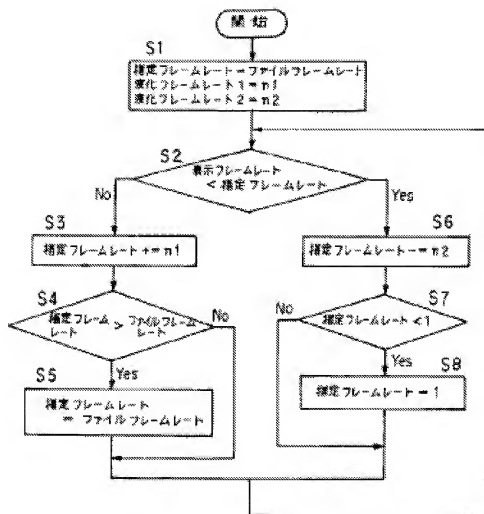 開始
S1
指定フレームレート=ファイルフレームレート
変化フレームレート1=n1
変化フレームレート2=n2
S2
表示フレームレート
<指定フレームレート
No
Yes
S3
指定フレームレート+=n1
S6
指定フレームレート-=n2
S4
指定フレームレート > ファイルフレームレート
No
Yes
S7
指定フレームレート<1
No
Yes
S5
指定フレームレート
=ファイルフレームレート
S8
指定フレームレート=1